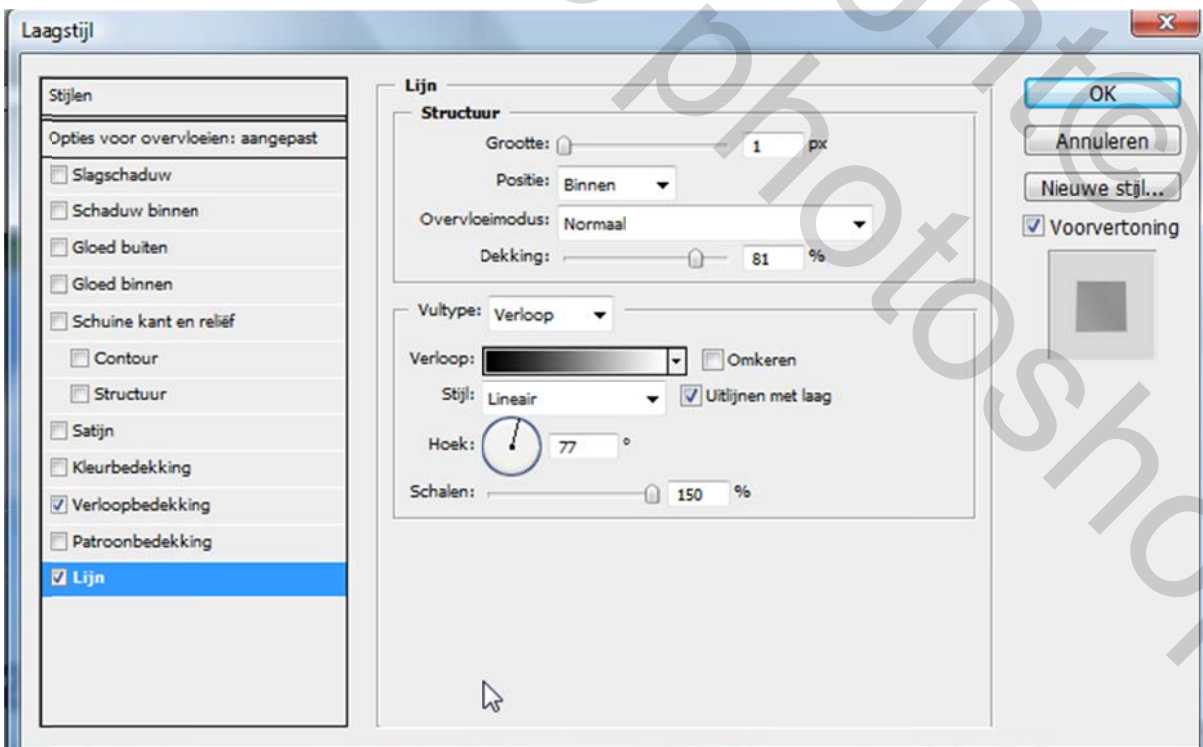 Laagstijl
Stijlen
Opties voor overvloeien: aangepast
Slagschaduw
Schaduw binnen
Gloed buiten
Gloed binnen
Schuine kant en reliëf
Contour
Structuur
Satijn
Kleurbedekking
Verloopbedekking
Patroonbedekking
Lijn
Lijn
Structuur
Grootte: 1 px
Positie: Binnen
Overvloeimodus: Normaal
Dekking: 81 %
Vultype: Verloop
Verloop: Omkeren
Stijl: Lineair Uitlijnen met laag
Hoek: 77 °
Schalen: 150 %
OK
Annuleren
Nieuwe stijl...
Voorvertoning
photosho